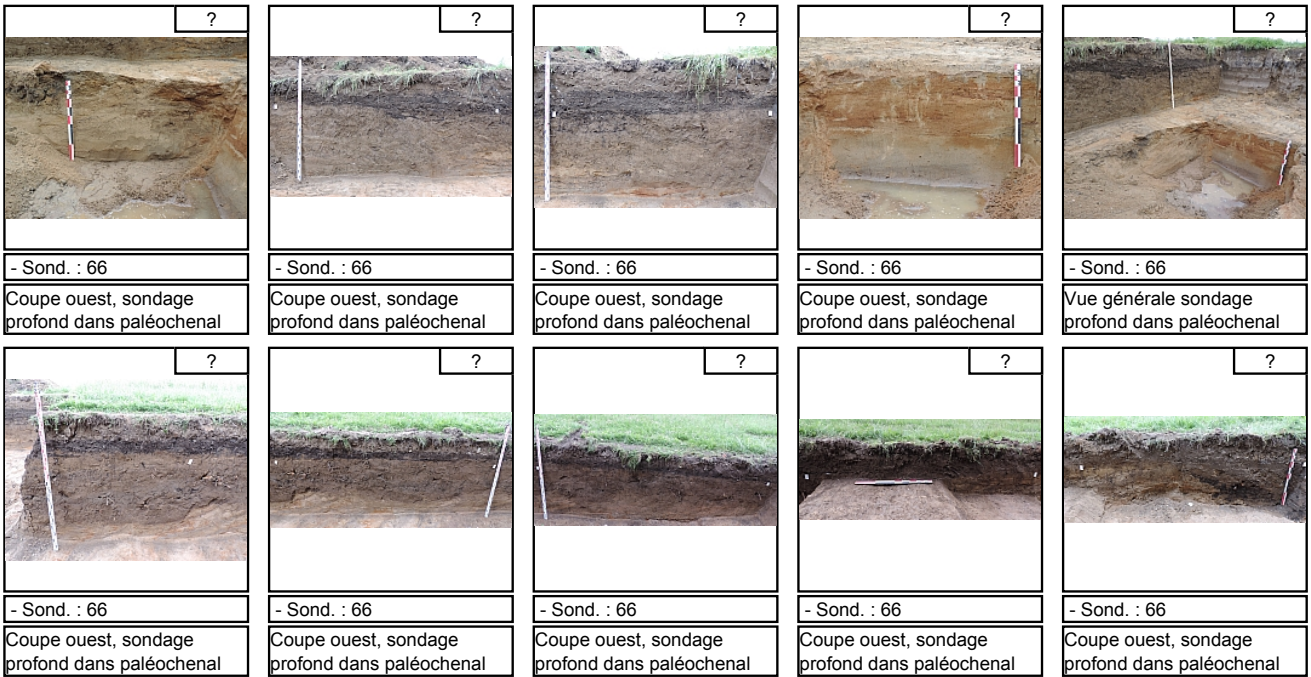 ?
?
?
?
?
- Sond. : 66
- Sond. : 66
- Sond. : 66
- Sond. : 66
- Sond. : 66
Coupe ouest, sondage
profond dans paléochenal
Coupe ouest, sondage
profond dans paléochenal
Coupe ouest, sondage
profond dans paléochenal
Coupe ouest, sondage
profond dans paléochenal
Vue générale sondage
profond dans paléochenal
?
?
?
?
?
- Sond. : 66
- Sond. : 66
- Sond. : 66
- Sond. : 66
- Sond. : 66
Coupe ouest, sondage
profond dans paléochenal
Coupe ouest, sondage
profond dans paléochenal
Coupe ouest, sondage
profond dans paléochenal
Coupe ouest, sondage
profond dans paléochenal
Coupe ouest, sondage
profond dans paléochenal